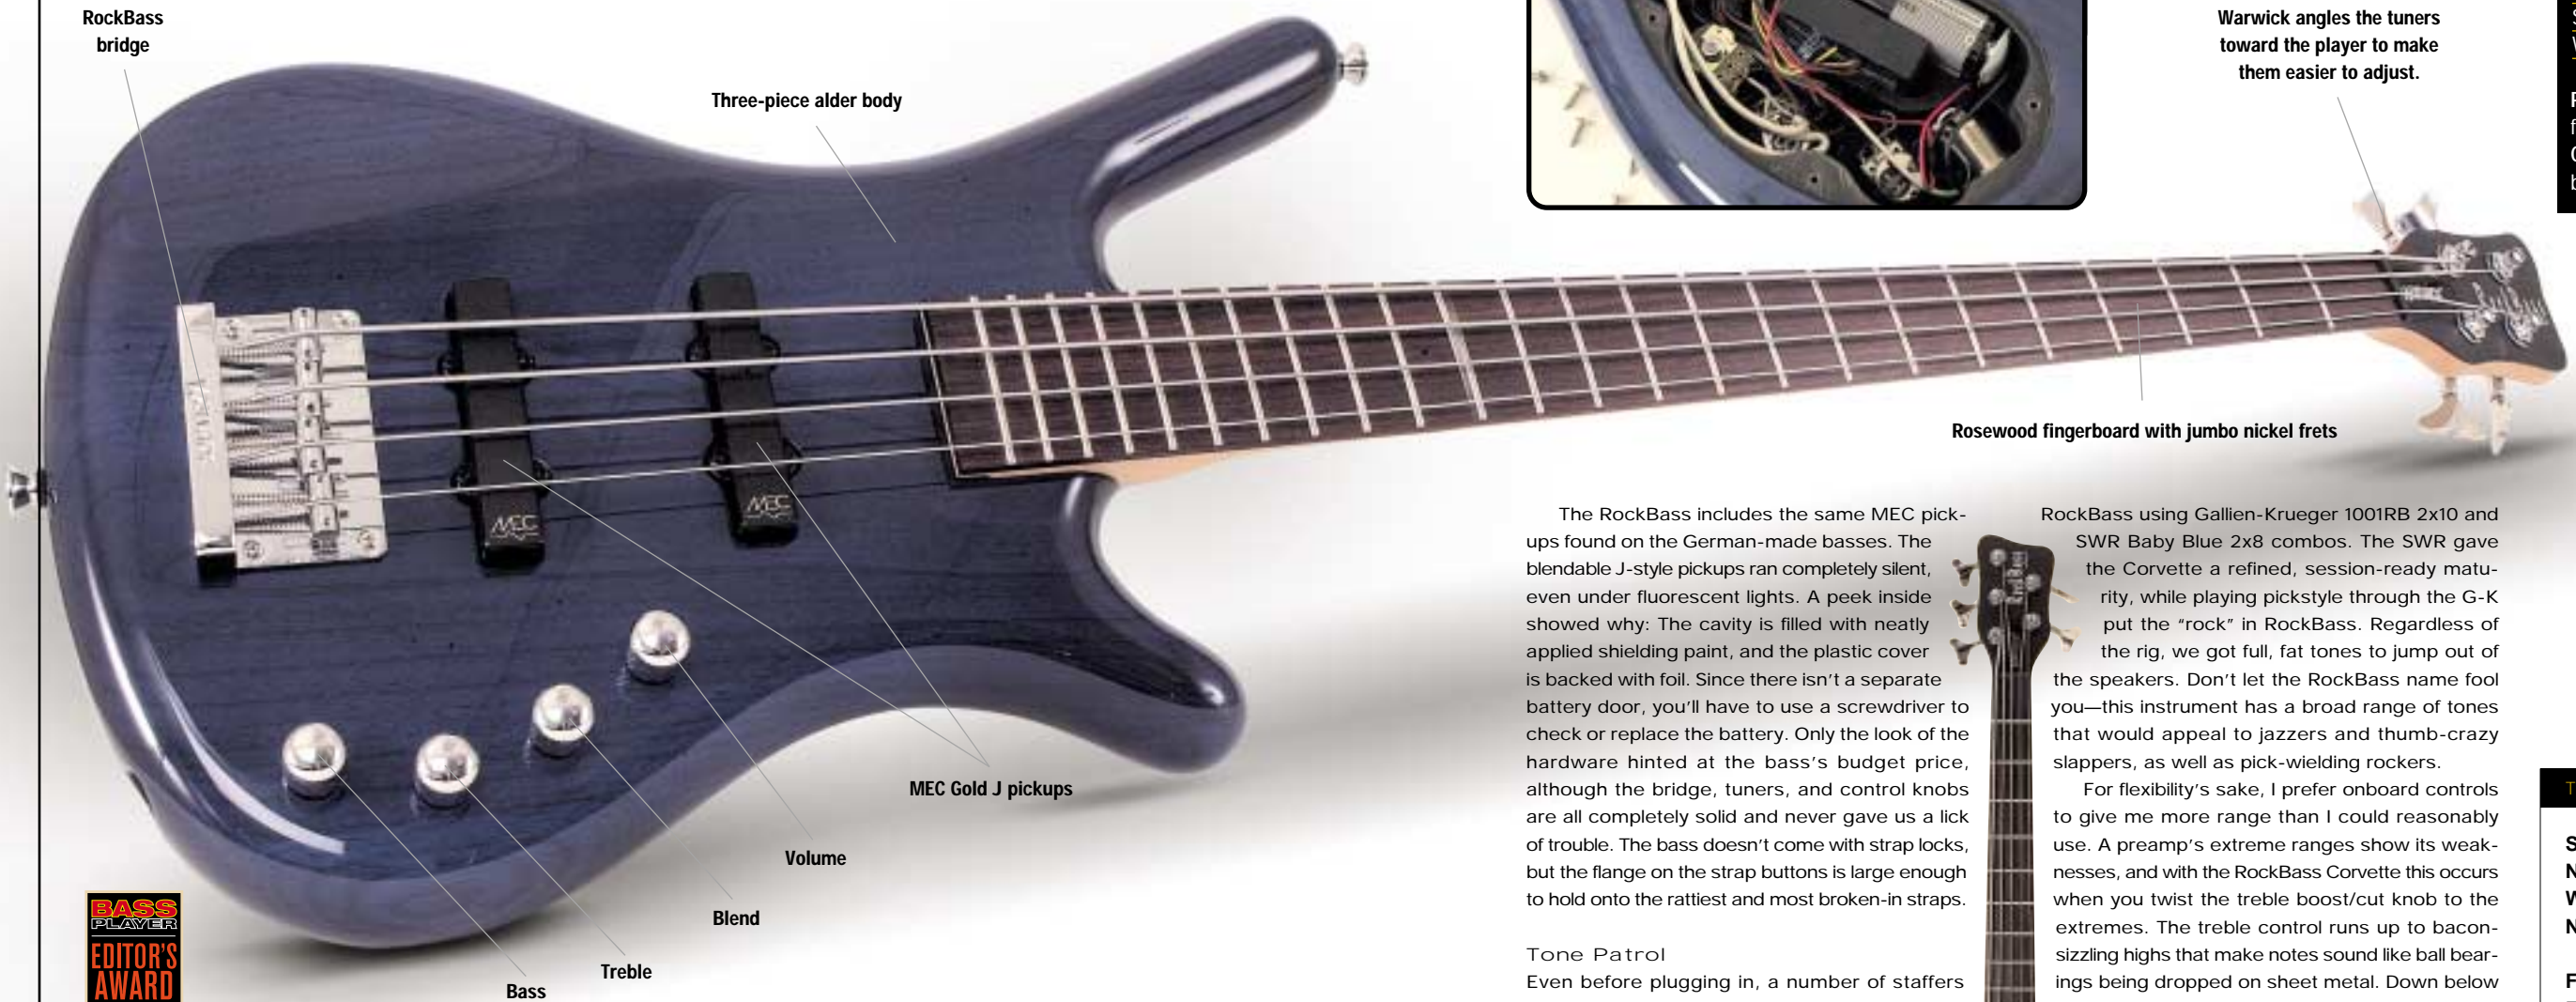 RockBass
bridge
Three-piece alder body
Warwick angles the tuners
toward the player to make
them easier to adjust.
Rosewood fingerboard with jumbo nickel frets
MEC
MEC
MEC Gold J pickups
Volume
Blend
Treble
Bass
BASS
PLAYER
EDITOR'S
AWARD
The RockBass includes the same MEC pick-
ups found on the German-made basses. The
blendable J-style pickups ran completely silent,
even under fluorescent lights. A peek inside
showed why: The cavity is filled with neatly
applied shielding paint, and the plastic cover
is backed with foil. Since there isn't a separate
battery door, you'll have to use a screwdriver to
check or replace the battery. Only the look of the
hardware hinted at the bass's budget price,
although the bridge, tuners, and control knobs
are all completely solid and never gave us a lick
of trouble. The bass doesn't come with strap locks,
but the flange on the strap buttons is large enough
to hold onto the rattiest and most broken-in straps.
Tone Patrol
Even before plugging in, a number of staffers
RockBass using Gallien-Krueger 1001RB 2x10 and
SWR Baby Blue 2x8 combos. The SWR gave
the Corvette a refined, session-ready matu-
rity, while playing pickstyle through the G-K
put the “rock” in RockBass. Regardless of
the rig, we got full, fat tones to jump out of
the speakers. Don't let the RockBass name fool
you—this instrument has a broad range of tones
that would appeal to jazzers and thumb-crazy
slappers, as well as pick-wielding rockers.
For flexibility's sake, I prefer onboard controls
to give me more range than I could reasonably
use. A preamp's extreme ranges show its weak-
nesses, and with the RockBass Corvette this occurs
when you twist the treble boost/cut knob to the
extremes. The treble control runs up to bacon-
sizzling highs that make notes sound like ball bear-
ings being dropped on sheet metal. Down below